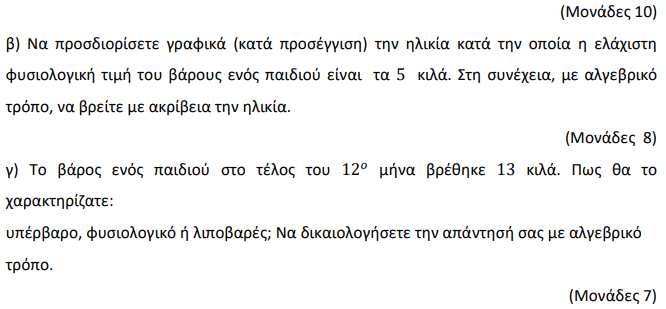 (Μονάδες 10)
β) Να προσδιορίσετε γραφικά (κατά προσέγγιση) την ηλικία κατά την οποία η ελάχιστη
φυσιολογική τιμή του βάρους ενός παιδιού είναι τα 5 κιλά. Στη συνέχεια, με αλγεβρικό
τρόπο, να βρείτε με ακρίβεια την ηλικία.
(Μονάδες 8)
γ) Το βάρος ενός παιδιού στο τέλος του 12ᵒ μήνα βρέθηκε 13 κιλά. Πως θα το
χαρακτηρίζατε:
υπέρβαρο, φυσιολογικό ή λιποβαρές; Να δικαιολογήσετε την απάντησή σας με αλγεβρικό
τρόπο.
(Μονάδες 7)